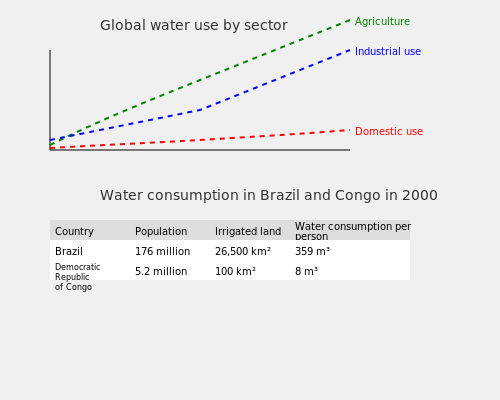 Global water use by sector
Agriculture
Industrial use
Domestic use
Water consumption in Brazil and Congo in 2000
Country Population Irrigated land Water consumption per person
Brazil 176 million 26,500 km² 359 m³
Democratic Republic of Congo 5.2 million 100 km² 8 m³